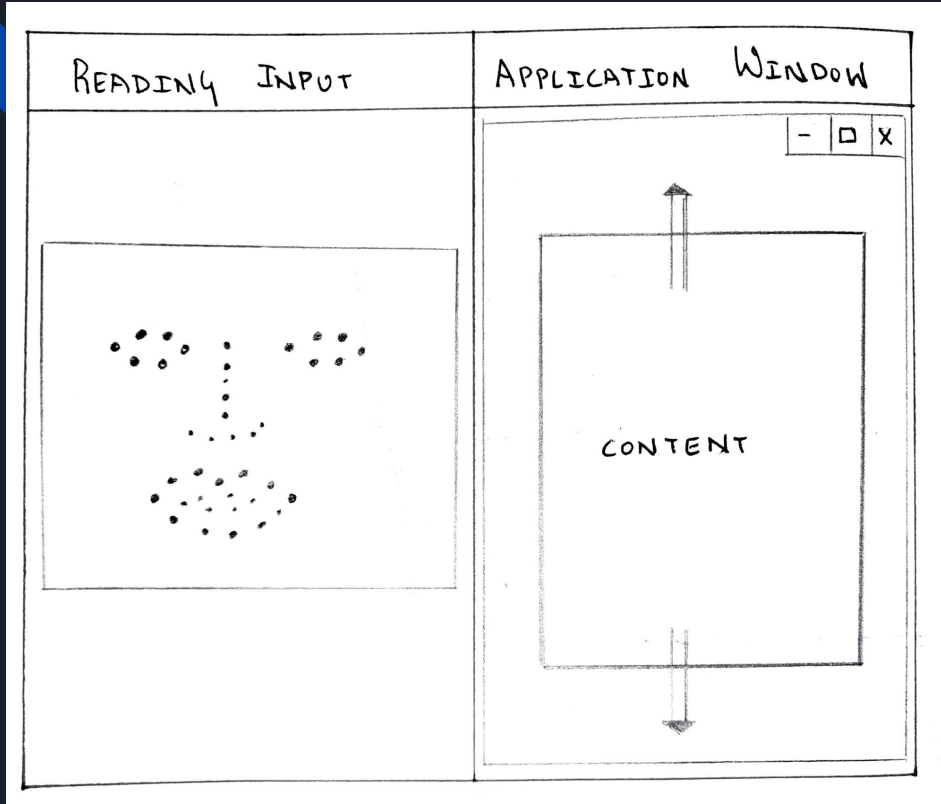 READING INPUT
APPLICATION WINDOW
- □ X
CONTENT